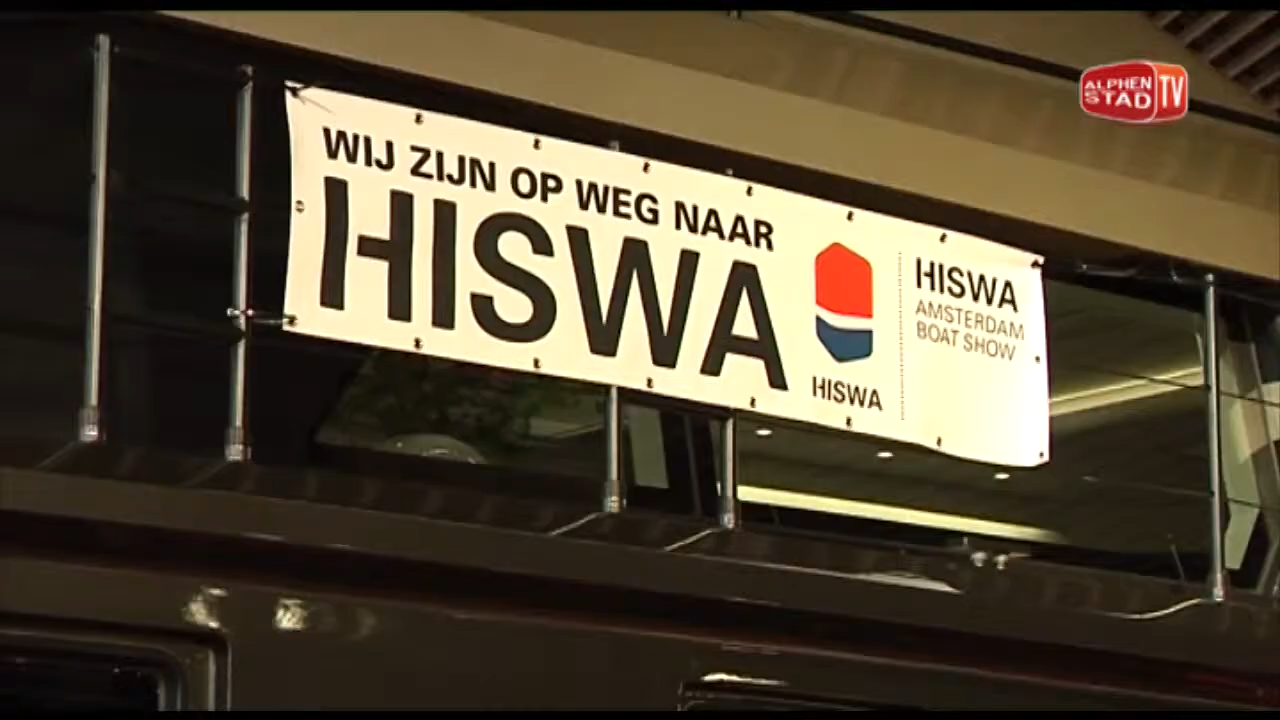 ALPHEN
STAD TV
WIJ ZIJN OP WEG NAAR
HISWA
HISWA
HISWA
AMSTERDAM
BOAT SHOW